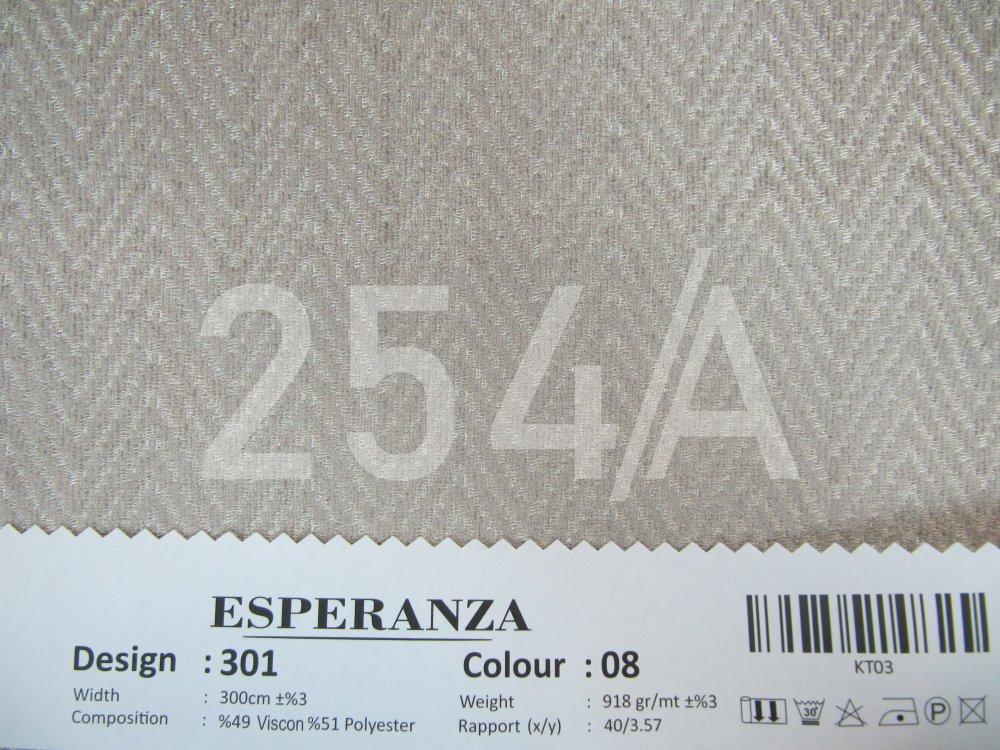 254/A
ESPERANZA
Design : 301
Colour : 08
Width : 300cm ±%3
Weight : 918 gr/mt ±%3
Composition : %49 Viscon %51 Polyester
Rapport (x/y) : 40/3.57
KT03
30°
P